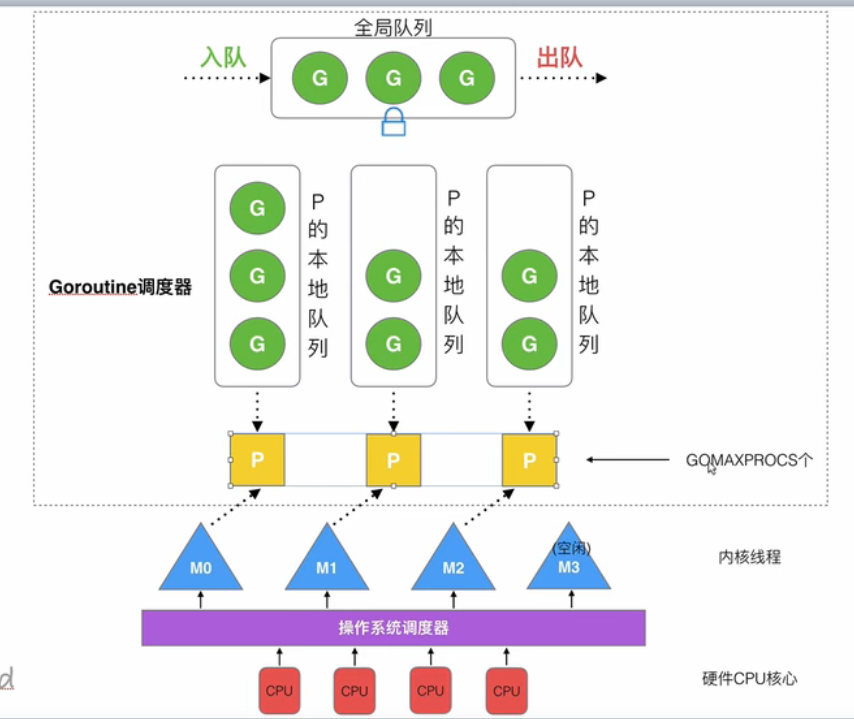 全局队列
入队
出队
G G G
G
G G G
G G G
P的本地队列
P的本地队列
P的本地队列
Goroutine调度器
P P P
GOMAXPROCS个
(空闲)
M0 M1 M2 M3
内核线程
操作系统调度器
d
CPU CPU CPU CPU
硬件CPU核心